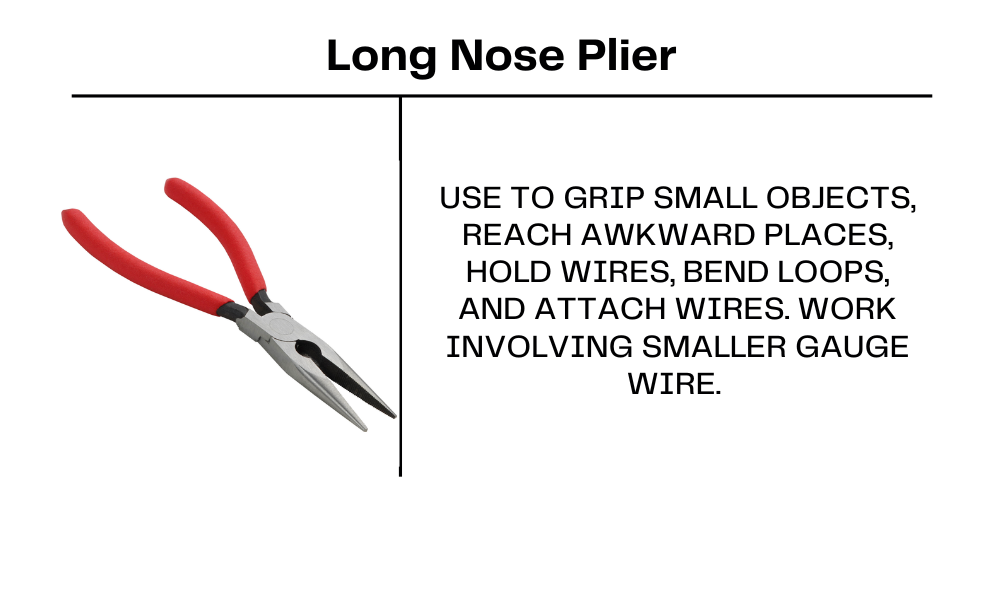 Long Nose Plier
USE TO GRIP SMALL OBJECTS,
REACH AWKWARD PLACES,
HOLD WIRES, BEND LOOPS,
AND ATTACH WIRES. WORK
INVOLVING SMALLER GAUGE
WIRE.